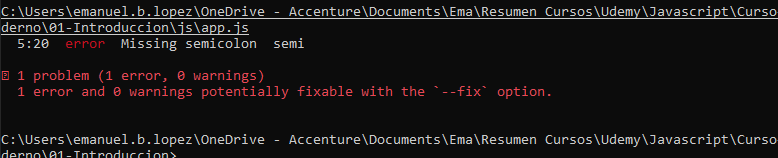 C:\Users\emanuel.b.lopez\OneDrive - Accenture\Documents\Ema\Resumen Cursos\Udemy\Javascript\Curso
derno\01-Introduccion\js\app.js
5:20 error Missing semicolon semi
1 problem (1 error, 0 warnings)
1 error and 0 warnings potentially fixable with the `--fix` option.
C:\Users\emanuel.b.lopez\OneDrive - Accenture\Documents\Ema\Resumen Cursos\Udemy\Javascript\Curso
derno\01-Introduccion>